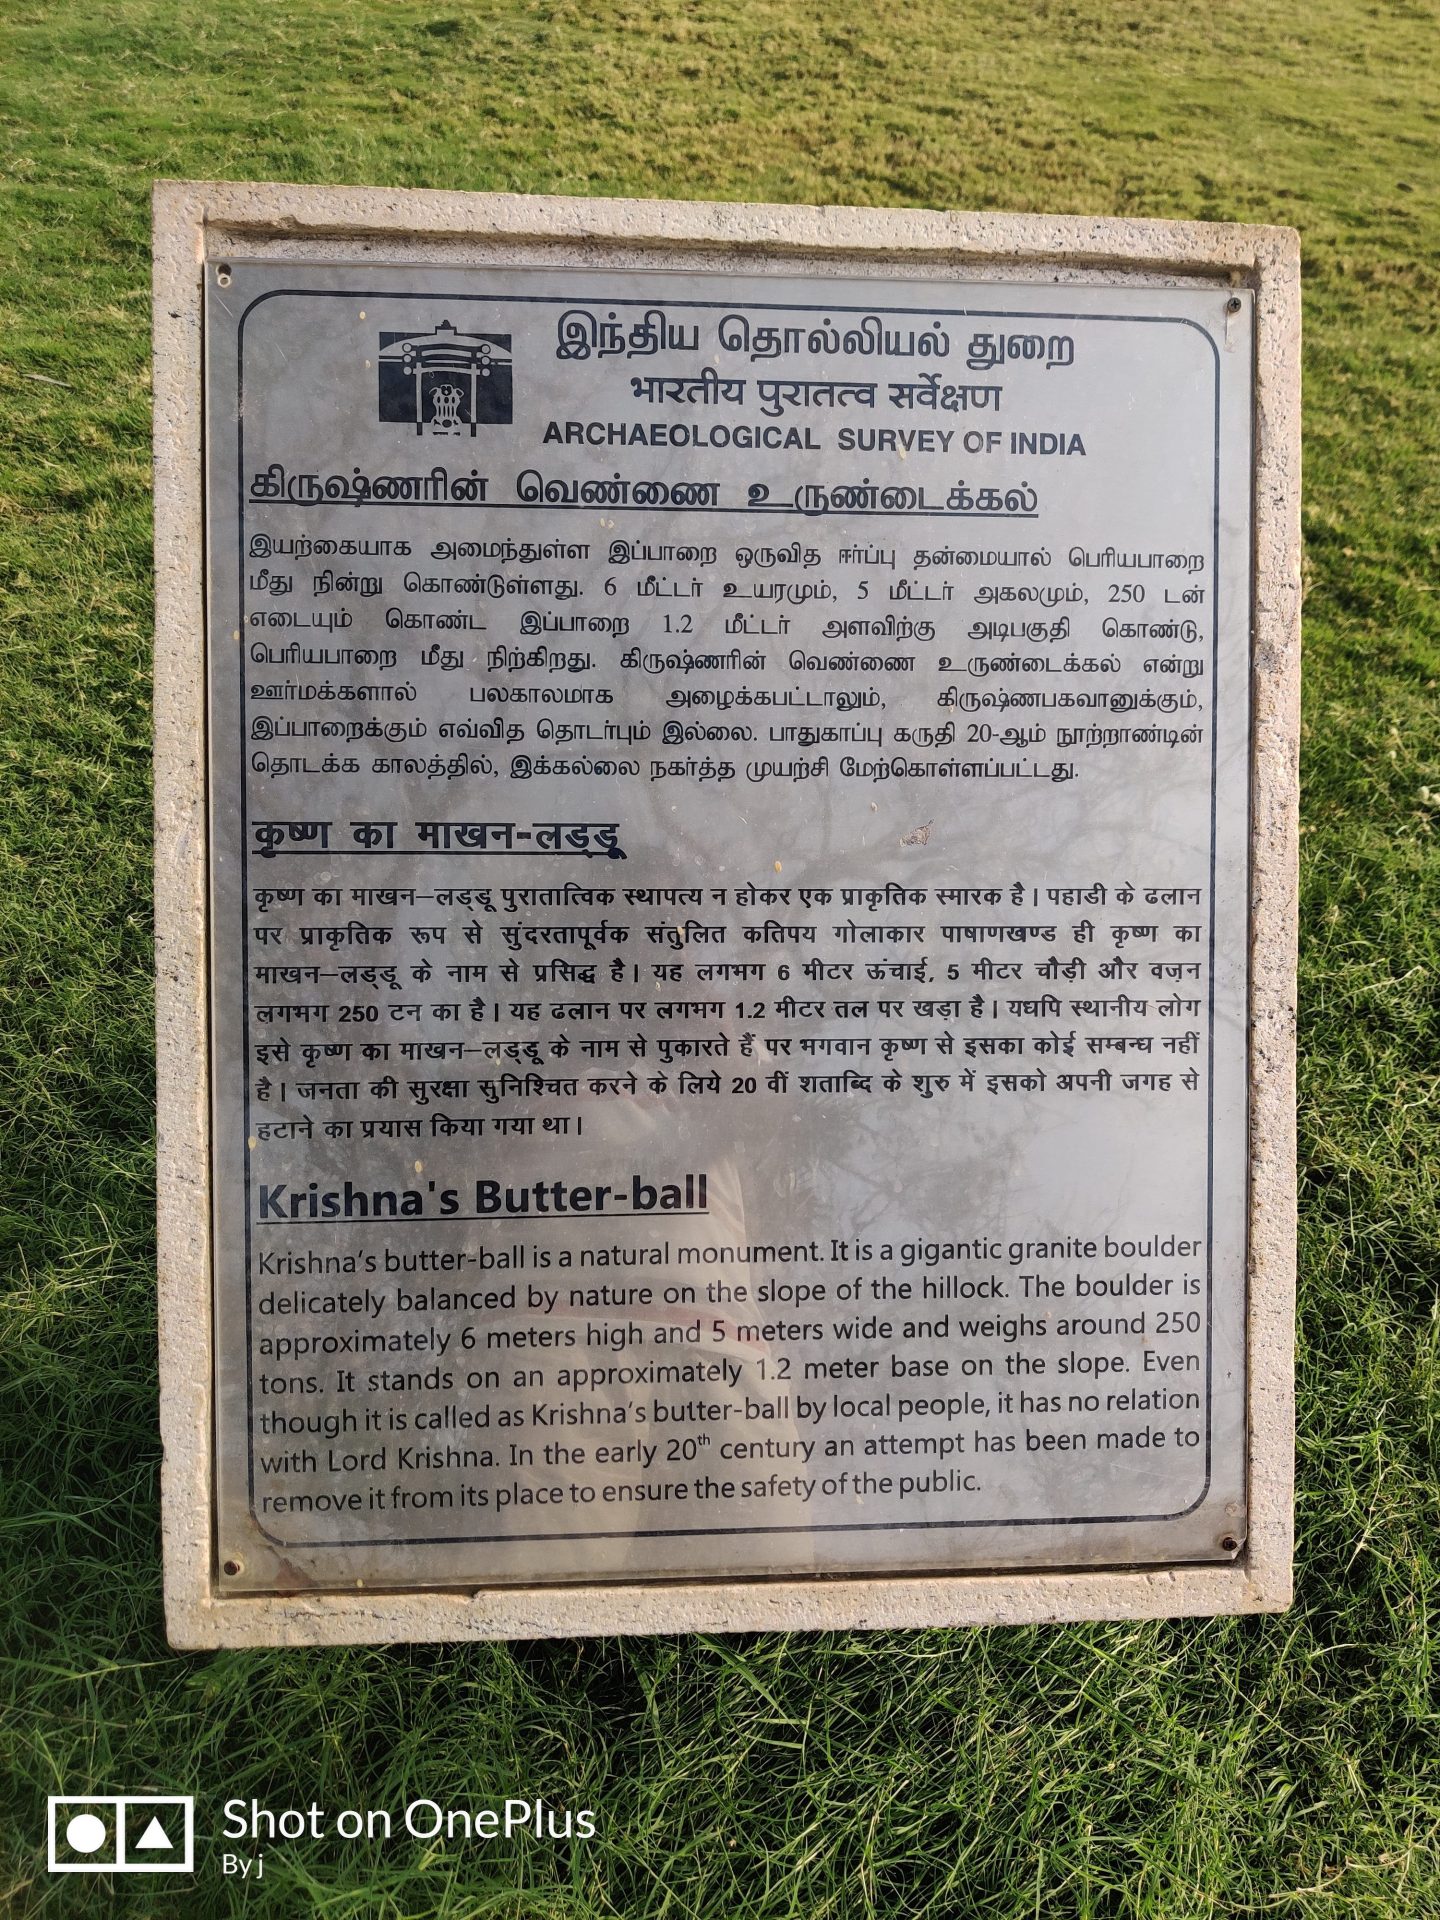 இந்திய தொல்லியல் துறை
भारतीय पुरातत्व सर्वेक्षण
ARCHAEOLOGICAL SURVEY OF INDIA
கிருஷ்ணரின் வெண்ணை உருண்டைக்கல்
இயற்கையாக அமைந்துள்ள இப்பாறை ஒருவித ஈர்ப்பு தன்மையால் பெரியபாறை
மீது நின்று கொண்டுள்ளது. 6 மீட்டர் உயரமும், 5 மீட்டர் அகலமும், 250 டன்
எடையும் கொண்ட இப்பாறை 1.2 மீட்டர் அளவிற்கு அடிபகுதி கொண்டு,
பெரியபாறை மீது நிற்கிறது. கிருஷ்ணரின் வெண்ணை உருண்டைக்கல் என்று
ஊர்மக்களால் பலகாலமாக அழைக்கபட்டாலும், கிருஷ்ணபகவானுக்கும்,
இப்பாறைக்கும் எவ்வித தொடர்பும் இல்லை. பாதுகாப்பு கருதி 20-ஆம் நூற்றாண்டின்
தொடக்க காலத்தில், இக்கல்லை நகர்த்த முயற்சி மேற்கொள்ளப்பட்டது.
कृष्ण का माखन-लड्डू
कृष्ण का माखन–लड्डू पुरातात्विक स्थापत्य न होकर एक प्राकृतिक स्मारक है। पहाडी के ढलान
पर प्राकृतिक रूप से सुंदरतापूर्वक संतुलित कतिपय गोलाकार पाषाणखण्ड ही कृष्ण का
माखन–लड्डू के नाम से प्रसिद्ध है। यह लगभग 6 मीटर ऊंचाई, 5 मीटर चौड़ी और वज़न
लगभग 250 टन का है। यह ढलान पर लगभग 1.2 मीटर तल पर खड़ा है। यधपि स्थानीय लोग
इसे कृष्ण का माखन–लड्डू के नाम से पुकारते हैं पर भगवान कृष्ण से इसका कोई सम्बन्ध नहीं
है। जनता की सुरक्षा सुनिश्चित करने के लिये 20 वीं शताब्दि के शुरु में इसको अपनी जगह से
हटाने का प्रयास किया गया था।
Krishna's Butter-ball
Krishna's butter-ball is a natural monument. It is a gigantic granite boulder
delicately balanced by nature on the slope of the hillock. The boulder is
approximately 6 meters high and 5 meters wide and weighs around 250
tons. It stands on an approximately 1.2 meter base on the slope. Even
though it is called as Krishna's butter-ball by local people, it has no relation
with Lord Krishna. In the early 20th century an attempt has been made to
remove it from its place to ensure the safety of the public.
Shot on OnePlus
By j